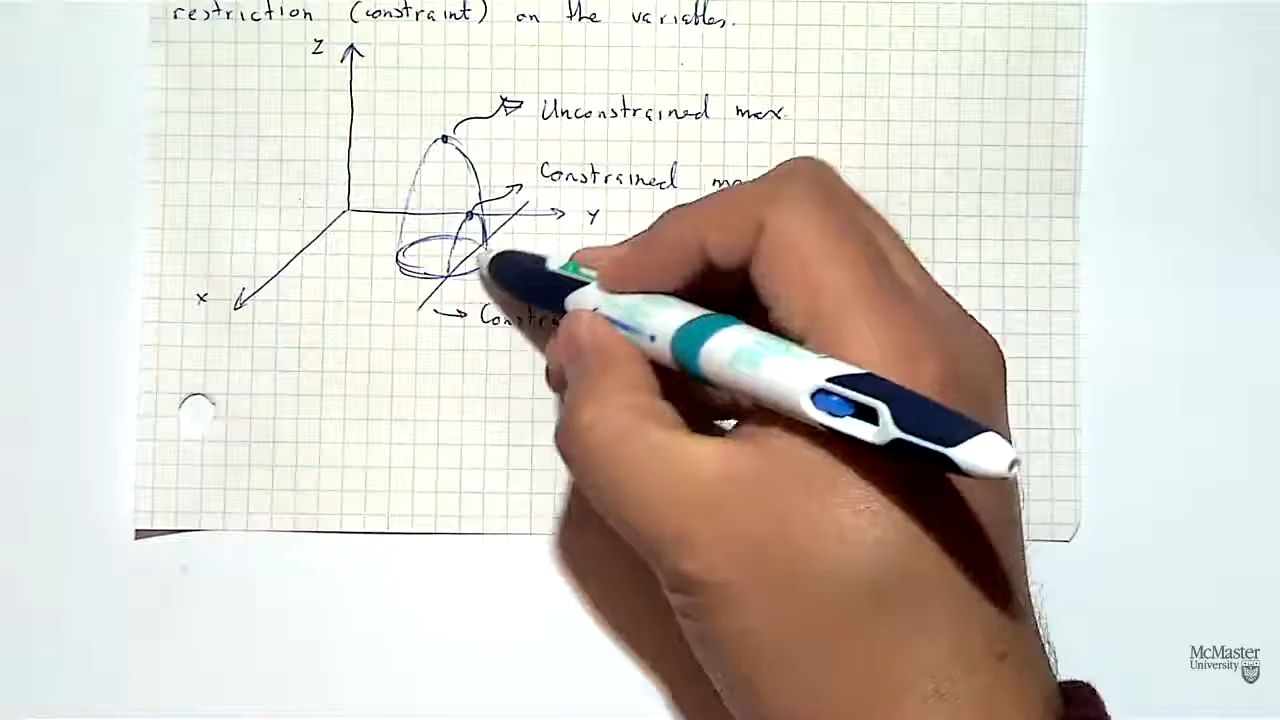 restriction (constraint) on the variables.
z
Unconstrained max.
Constrained
y
x
McMaster
University